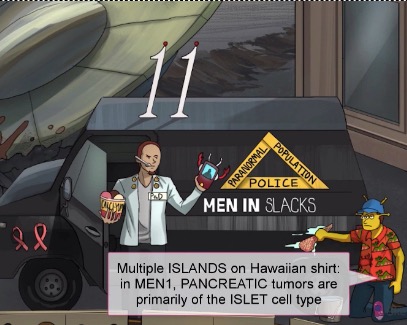 11
PARANORMAL
POPULATION
POLICE
MEN IN SLACKS
Multiple ISLANDS on Hawaiian shirt:
in MEN1, PANCREATIC tumors are
primarily of the ISLET cell type